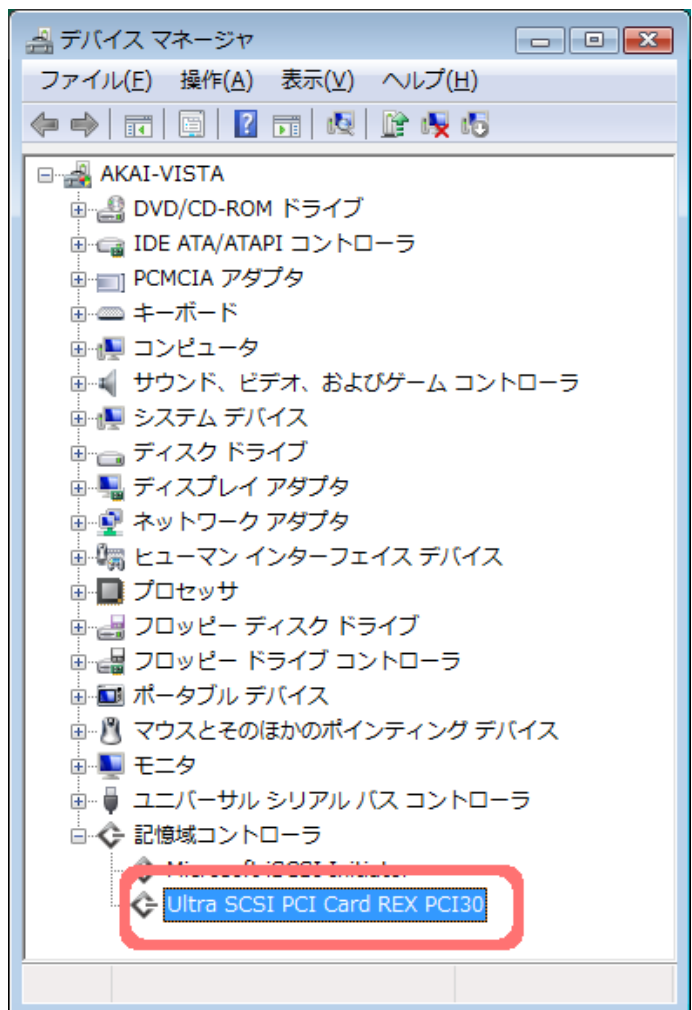 デバイス マネージャ
ファイル(F) 操作(A) 表示(V) ヘルプ(H)
AKAI-VISTA
DVD/CD-ROM ドライブ
IDE ATA/ATAPI コントローラ
PCMCIA アダプタ
キーボード
コンピュータ
サウンド、ビデオ、およびゲーム コントローラ
システム デバイス
ディスク ドライブ
ディスプレイ アダプタ
ネットワーク アダプタ
ヒューマン インターフェイス デバイス
プロセッサ
フロッピー ディスク ドライブ
フロッピー ドライブ コントローラ
ポータブル デバイス
マウスとそのほかのポインティング デバイス
モニタ
ユニバーサル シリアル バス コントローラ
記憶域コントローラ
Microsoft iSCSI Initiator
Ultra SCSI PCI Card REX PCI30